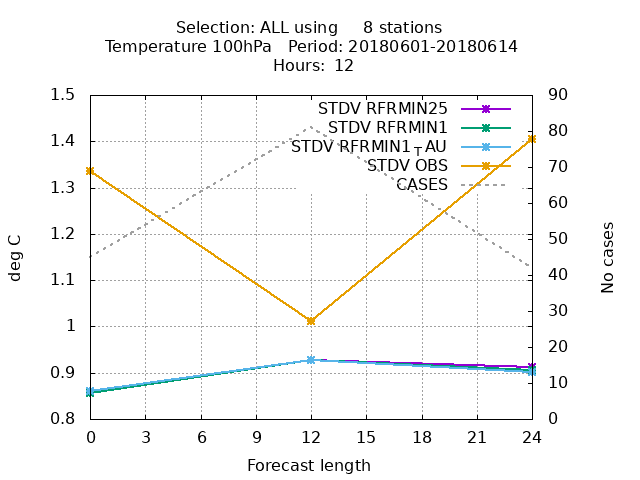 Selection: ALL using     8 stations
Temperature 100hPa   Period: 20180601-20180614
Hours:  12
STDV RFRMIN25
STDV RFRMIN1
STDV RFRMIN1TAU
STDV OBS
CASES
1.5
1.4
1.3
1.2
1.1
1
0.9
0.8
90
80
70
60
50
40
30
20
10
0
deg C
No cases
0 3 6 9 12 15 18 21 24
Forecast length